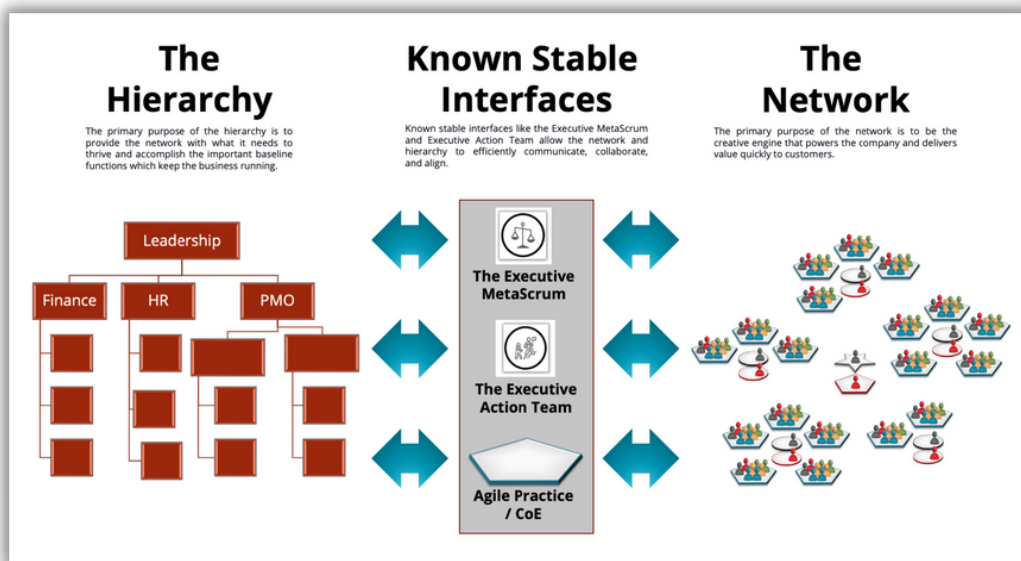 The
Hierarchy
The primary purpose of the hierarchy is to
provide the network with what it needs to
thrive and accomplish the important baseline
functions which keep the business running.
Known Stable
Interfaces
Known stable interfaces like the Executive MetaScrum
and Executive Action Team allow the network and
hierarchy to efficiently communicate, collaborate,
and align.
The
Network
The primary purpose of the network is to be the
creative engine that powers the company and delivers
value quickly to customers.
Leadership
Finance
HR
PMO
The Executive
MetaScrum
The Executive
Action Team
Agile Practice
/ CoE